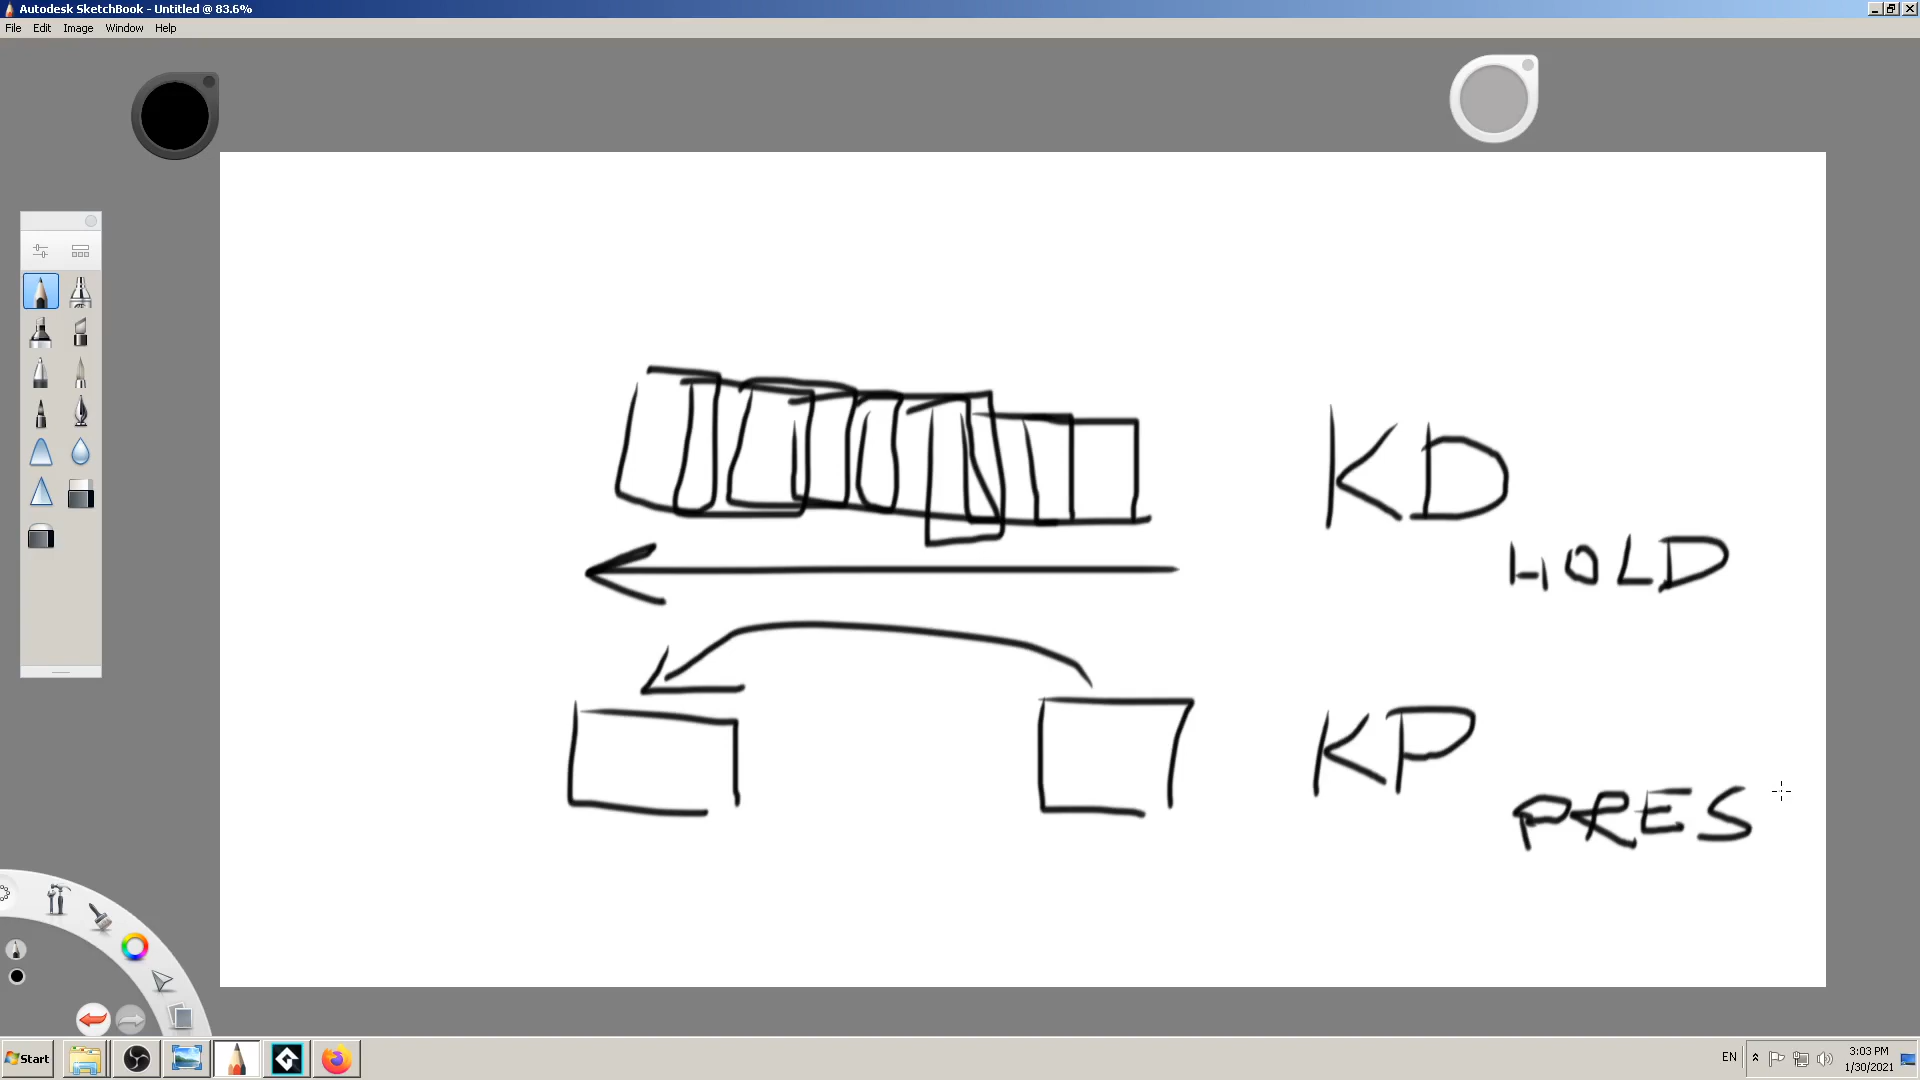 Autodesk SketchBook - Untitled @ 83.6%
File Edit Image Window Help
KD
HOLD
KP
PRES
Start
EN
3:03 PM
1/30/2021